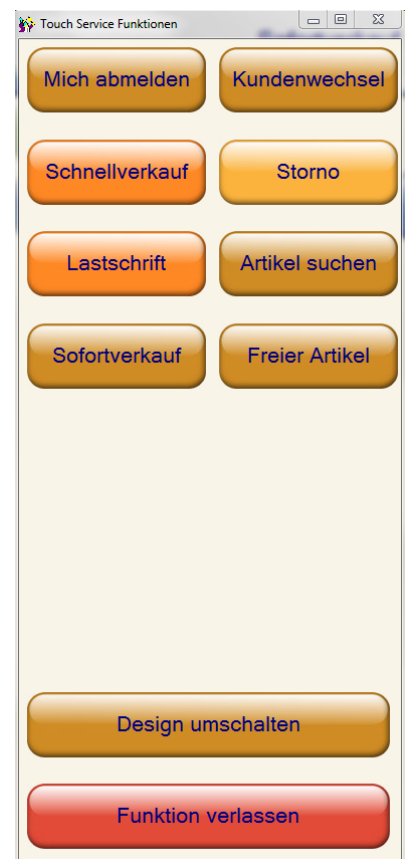 Touch Service Funktionen
Mich abmelden
Kundenwechsel
Schnellverkauf
Storno
Lastschrift
Artikel suchen
Sofortverkauf
Freier Artikel
Design umschalten
Funktion verlassen